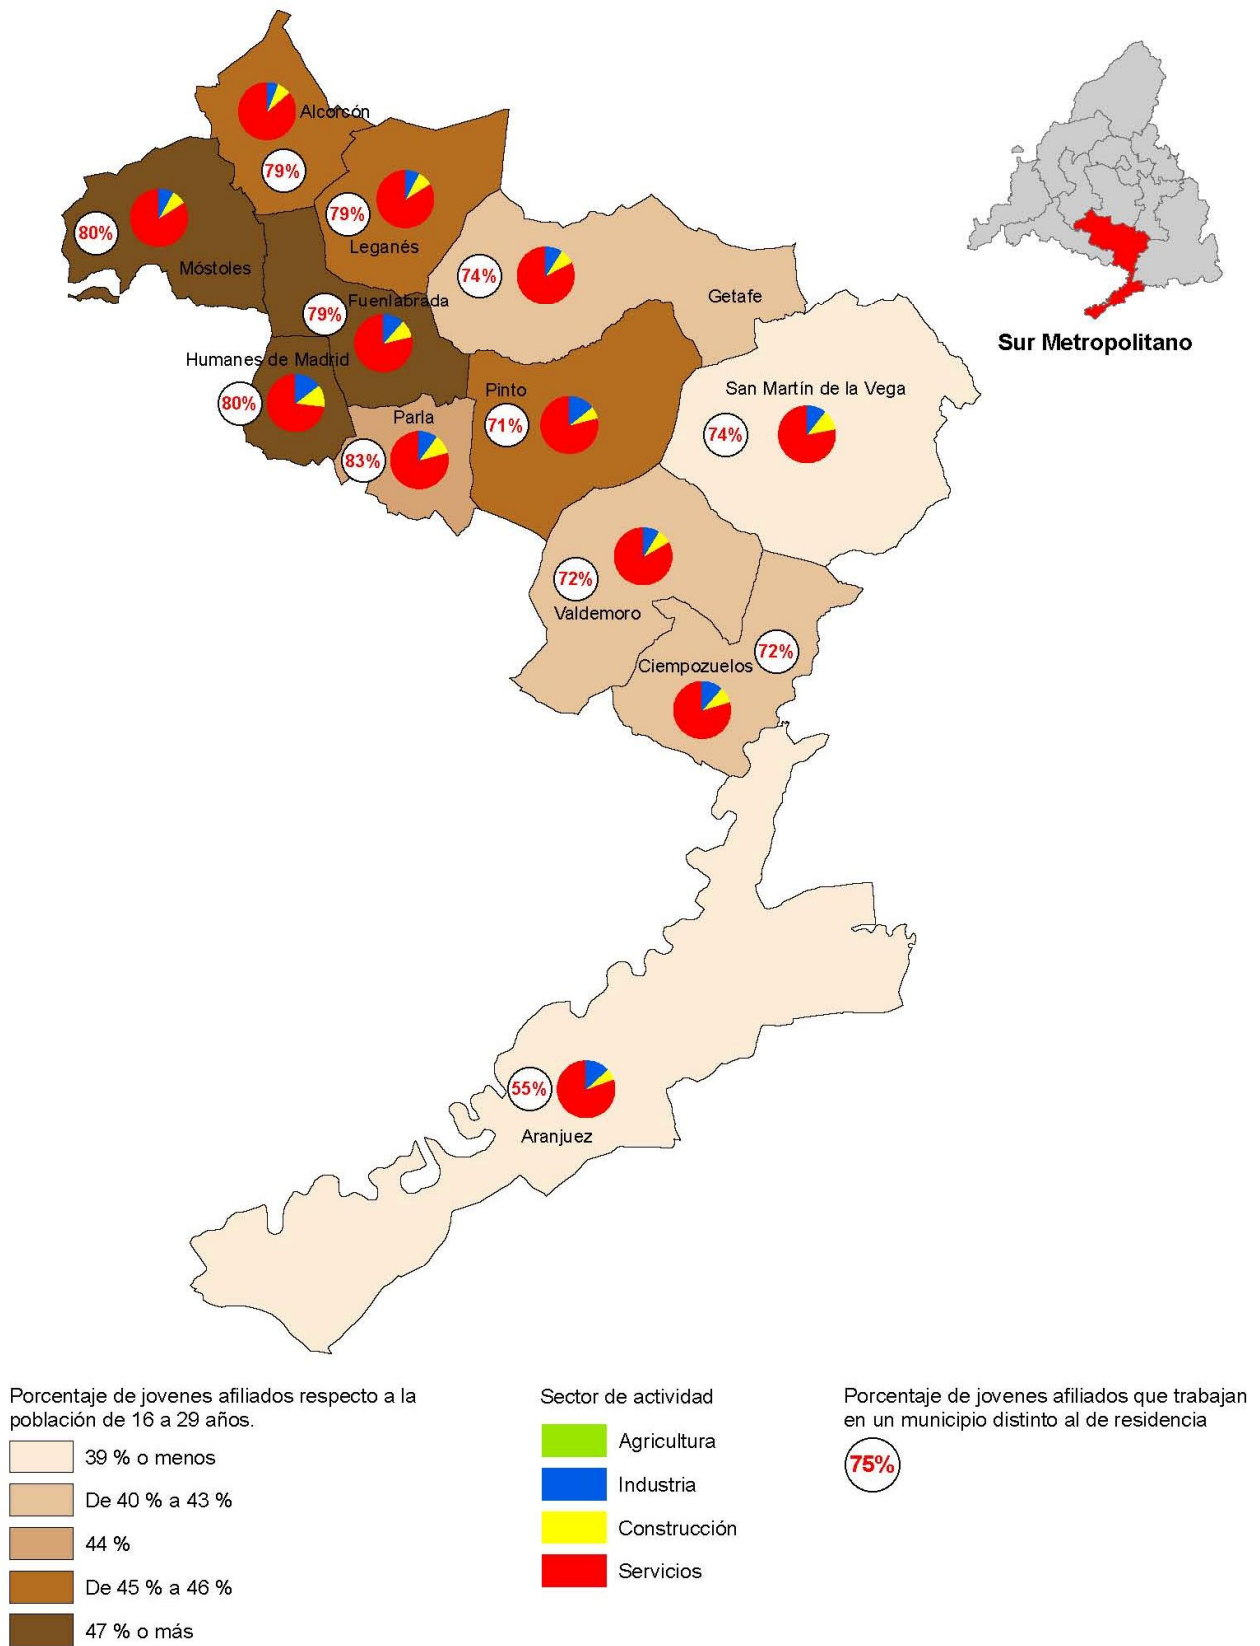 Alcorcón
79%
79%
Leganés
80%
Móstoles
74%
Getafe
Sur Metropolitano
Fuenlabrada
79%
Humanes de Madrid
80%
Pinto
71%
San Martín de la Vega
74%
Parla
83%
72%
Valdemoro
72%
Ciempozuelos
55%
Aranjuez
Porcentaje de jovenes afiliados respecto a la
población de 16 a 29 años.
39 % o menos
De 40 % a 43 %
44 %
De 45 % a 46 %
47 % o más
Sector de actividad
Agricultura
Industria
Construcción
Servicios
Porcentaje de jovenes afiliados que trabajan
en un municipio distinto al de residencia
75%